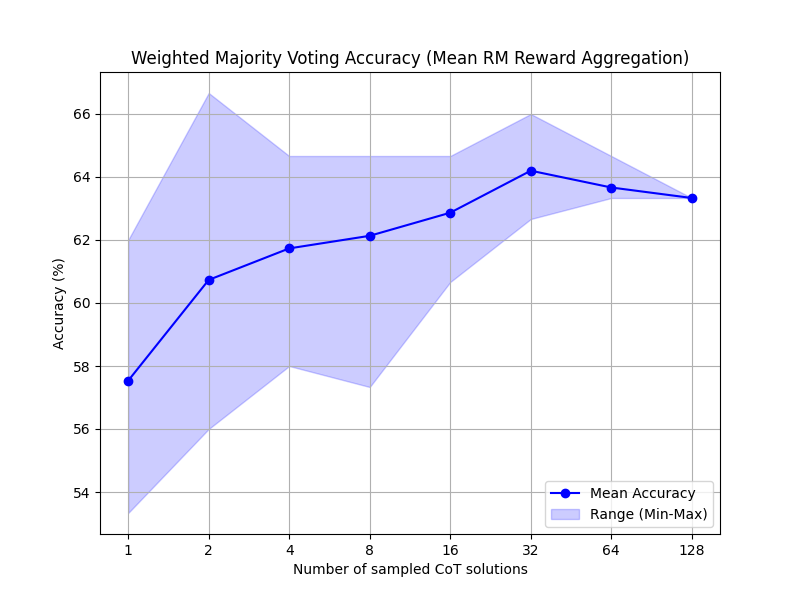 Weighted Majority Voting Accuracy (Mean RM Reward Aggregation)
Accuracy (%)
66
64
62
60
58
56
54
1 2 4 8 16 32 64 128
Number of sampled CoT solutions
Mean Accuracy
Range (Min-Max)